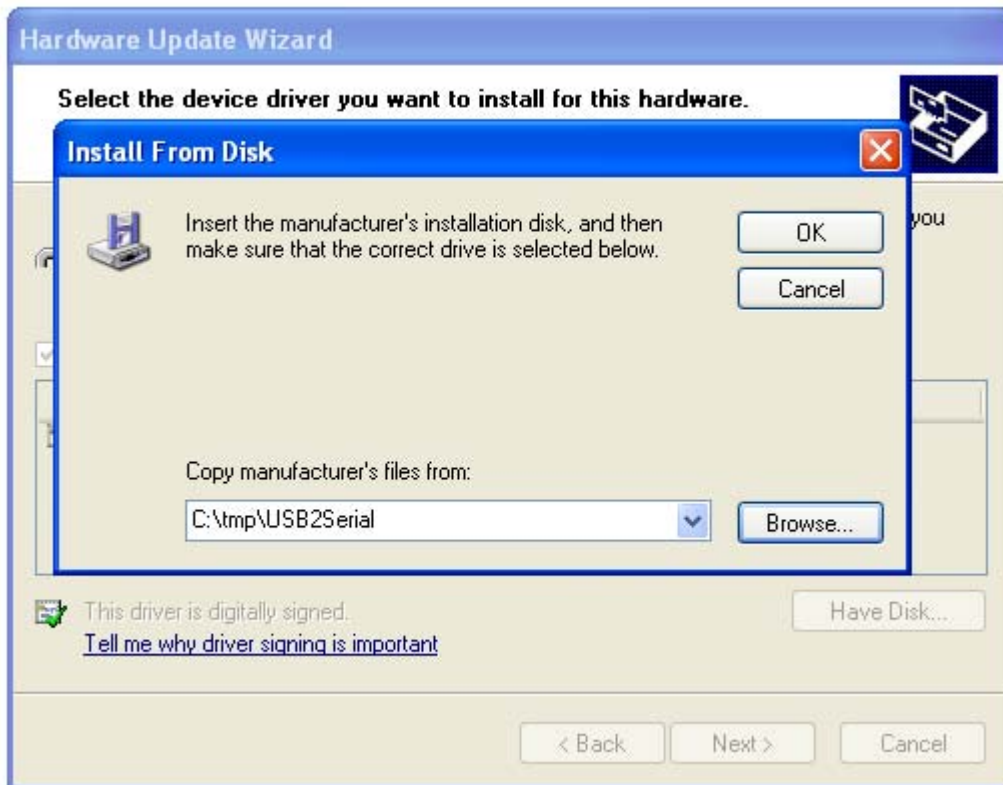 Hardware Update Wizard
Select the device driver you want to install for this hardware.
Install From Disk
Insert the manufacturer's installation disk, and then
make sure that the correct drive is selected below.
OK
you
Cancel
Copy manufacturer's files from:
C:\tmp\USB2Serial
Browse...
This driver is digitally signed.
Have Disk...
Tell me why driver signing is important
< Back
Next >
Cancel